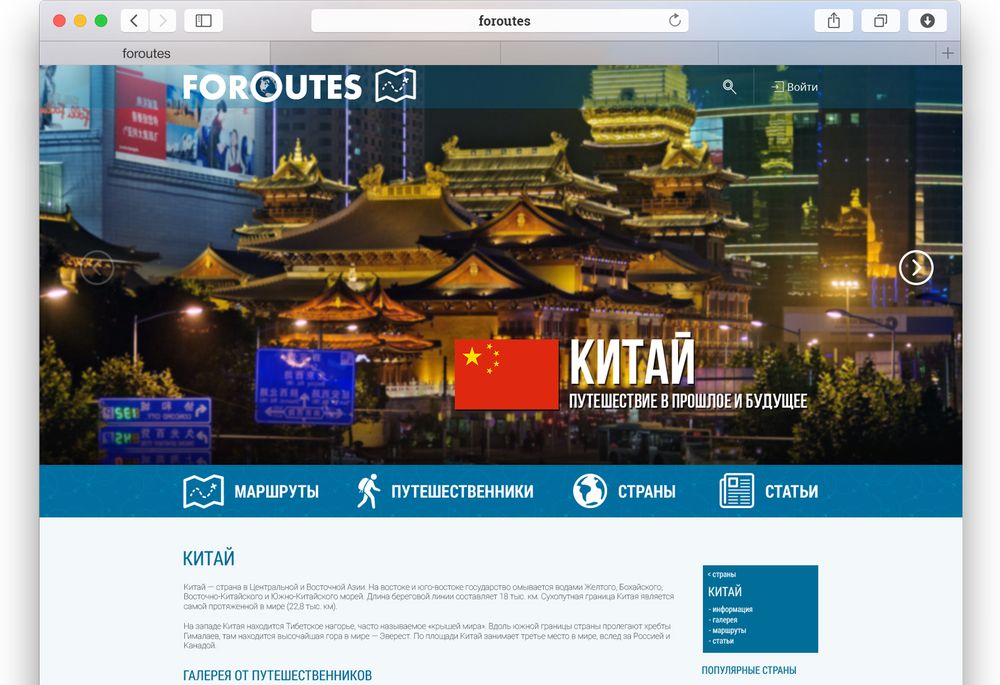 foroutes
foroutes
FOROUTES
Войти
КИТАЙ
ПУТЕШЕСТВИЕ В ПРОШЛОЕ И БУДУЩЕЕ
МАРШРУТЫ
ПУТЕШЕСТВЕННИКИ
СТРАНЫ
СТАТЬИ
КИТАЙ
Китай — страна в Центральной и Восточной Азии. На востоке и юго-востоке государство омывается водами Желтого, Бохайского,
Восточно-Китайского и Южно-Китайского морей. Длина береговой линии составляет 18 тыс. км. Сухопутная граница Китая является
самой протяженной в мире (22,8 тыс. км).
На западе Китая находится Тибетское нагорье, часто называемое «крышей мира». Вдоль южной границы страны пролегают хребты
Гималаев, там находится высочайшая гора в мире — Эверест. По площади Китай занимает третье место в мире, вслед за Россией и
Канадой.
ГАЛЕРЕЯ ОТ ПУТЕШЕСТВЕННИКОВ
< страны
КИТАЙ
- информация
- галерея
- маршруты
- статьи
ПОПУЛЯРНЫЕ СТРАНЫ